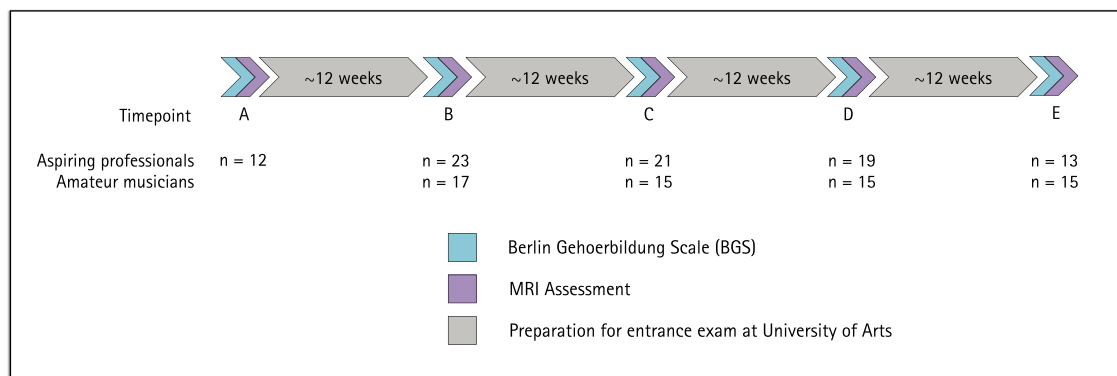 ~12 weeks ~12 weeks ~12 weeks ~12 weeks
Timepoint A B C D E
Aspiring professionals n = 12 n = 23 n = 21 n = 19 n = 13
Amateur musicians n = 17 n = 15 n = 15 n = 15
Berlin Gehoerbildung Scale (BGS)
MRI Assessment
Preparation for entrance exam at University of Arts